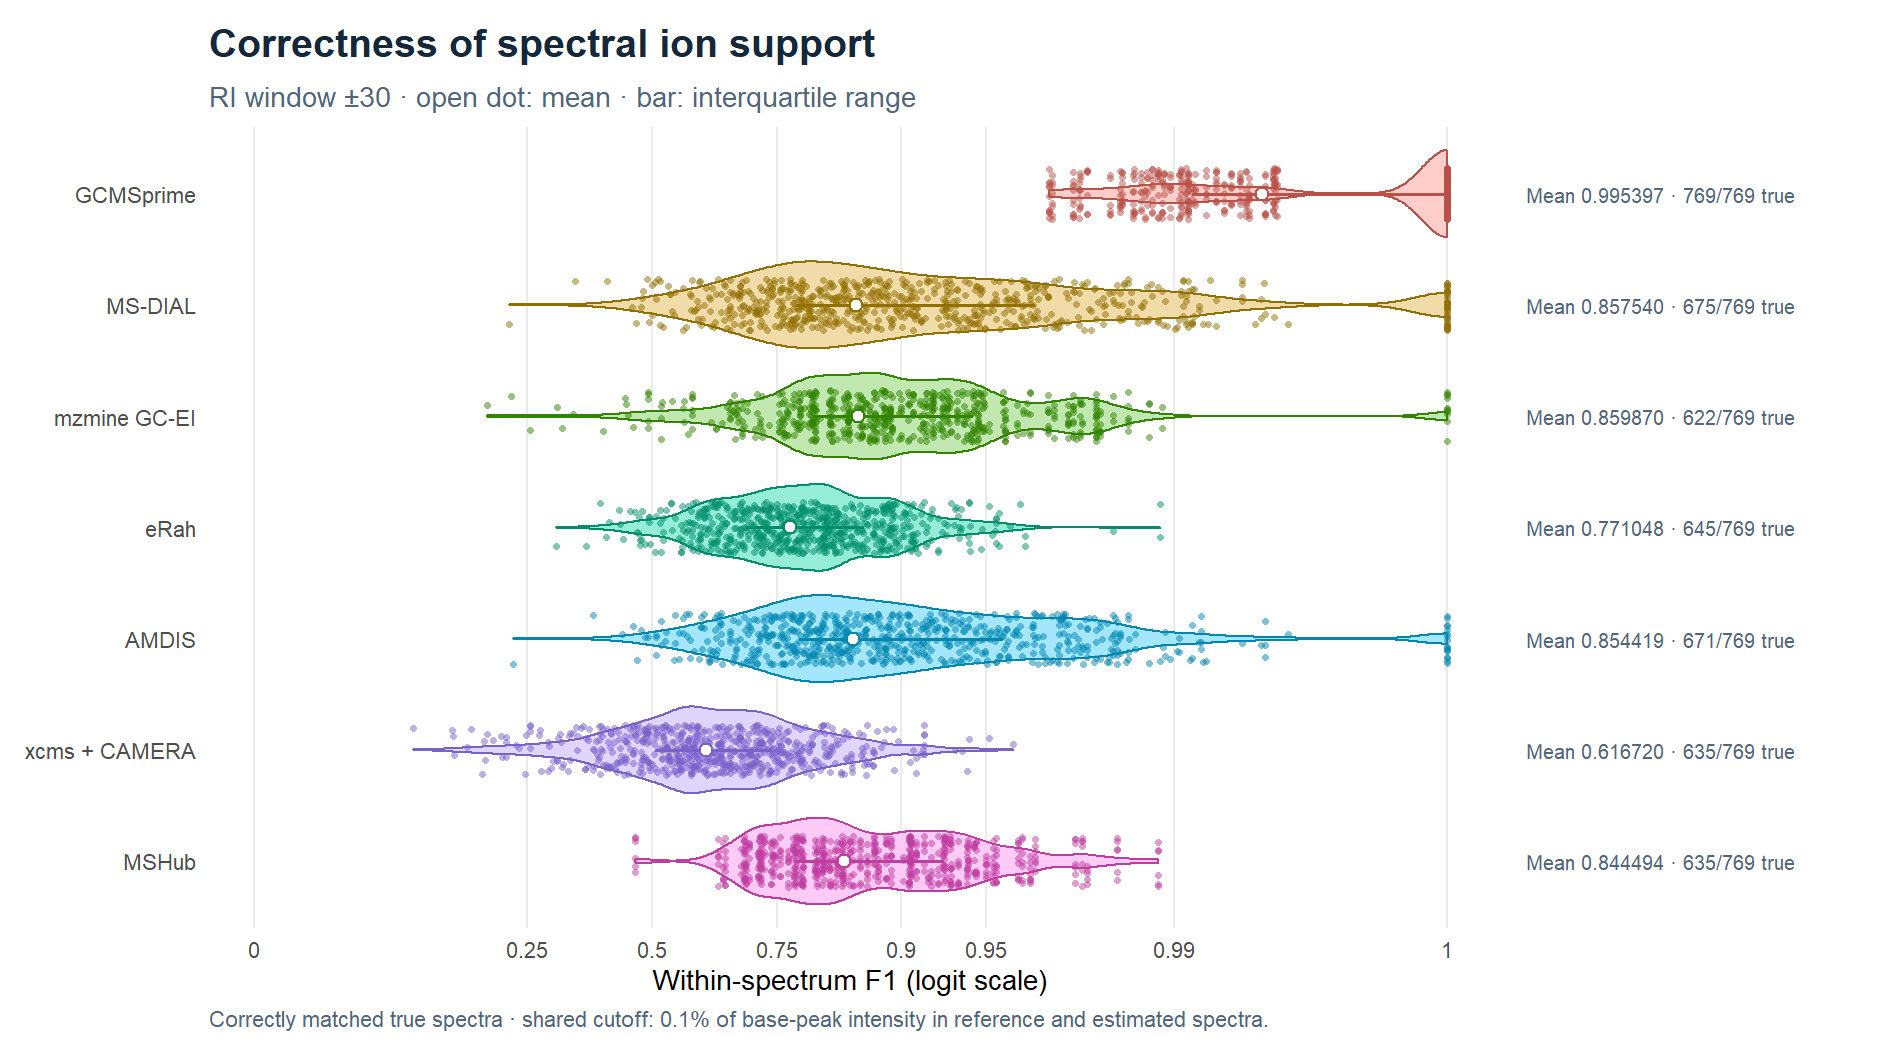 Correctness of spectral ion support
RI window ±30 · open dot: mean · bar: interquartile range
GCMSprime
Mean 0.995397 · 769/769 true
MS-DIAL
Mean 0.857540 · 675/769 true
mzmine GC-EI
Mean 0.859870 · 622/769 true
eRah
Mean 0.771048 · 645/769 true
AMDIS
Mean 0.854419 · 671/769 true
xcms + CAMERA
Mean 0.616720 · 635/769 true
MSHub
Mean 0.844494 · 635/769 true
0 0.25 0.5 0.75 0.9 0.95 0.99 1
Within-spectrum F1 (logit scale)
Correctly matched true spectra · shared cutoff: 0.1% of base-peak intensity in reference and estimated spectra.